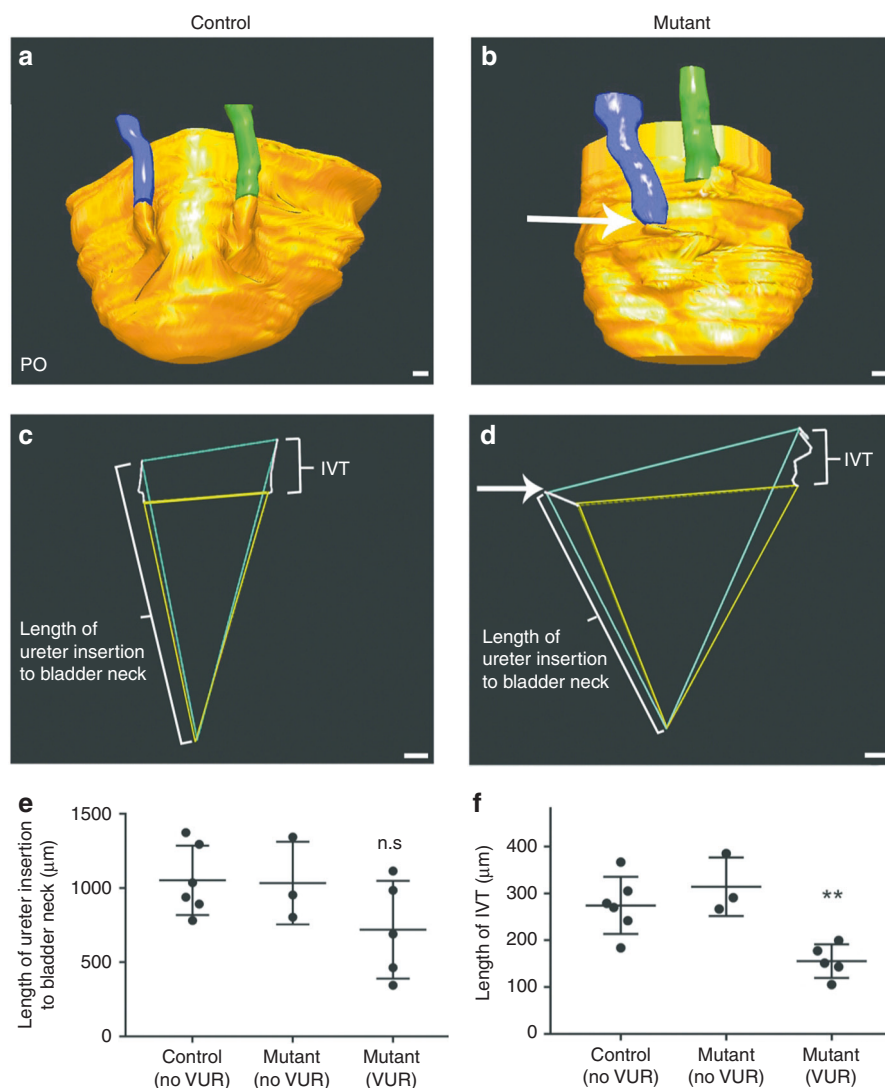 Control
Mutant
a
b
PO
c
d
IVT
IVT
Length of
ureter insertion
to bladder neck
Length of
ureter insertion
to bladder neck
e
Length of ureter insertion
to bladder neck (μm)
1500
1000
500
0
n.s
Control
(no VUR)
Mutant
(no VUR)
Mutant
(VUR)
f
Length of IVT (μm)
400
300
200
100
0
**
Control
(no VUR)
Mutant
(no VUR)
Mutant
(VUR)